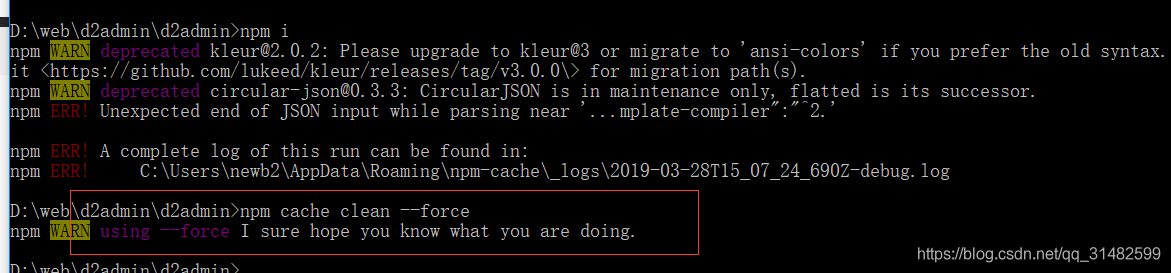 D:\web\d2admin\d2admin>npm i
npm WARN deprecated kleur@2.0.2: Please upgrade to kleur@3 or migrate to 'ansi-colors' if you prefer the old syntax.
it <https://github.com/lukeed/kleur/releases/tag/v3.0.0\> for migration path(s).
npm WARN deprecated circular-json@0.3.3: CircularJSON is in maintenance only, flatted is its successor.
npm ERR! Unexpected end of JSON input while parsing near '...mplate-compiler":"^2.'
npm ERR! A complete log of this run can be found in:
npm ERR!     C:\Users\newb2\AppData\Roaming\npm-cache\_logs\2019-03-28T15_07_24_690Z-debug.log
D:\web\d2admin\d2admin>npm cache clean --force
npm WARN using --force I sure hope you know what you are doing.
D:\web\d2admin\d2admin>
https://blog.csdn.net/qq_31482599